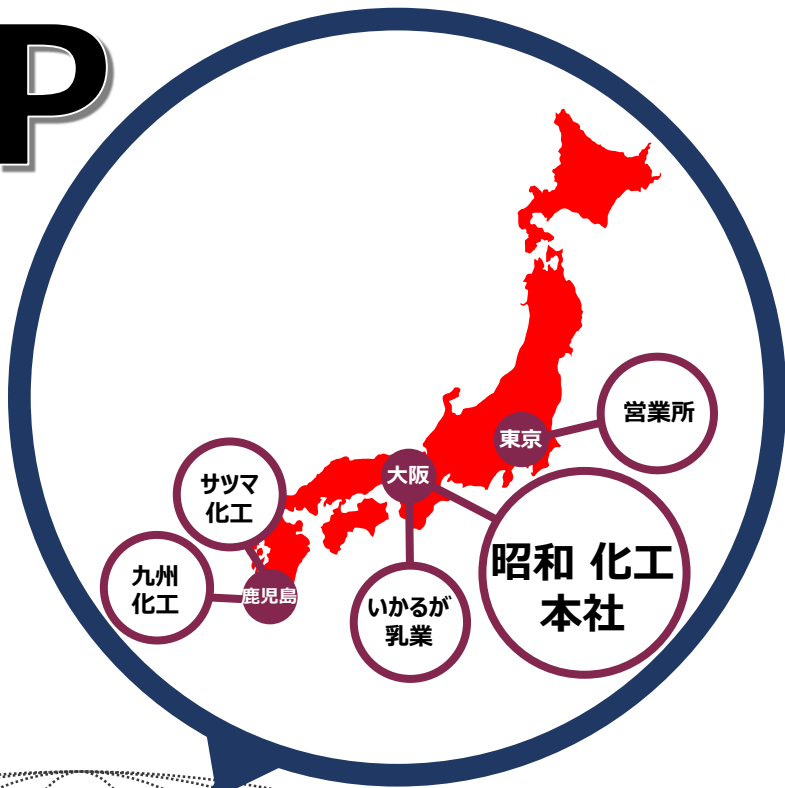 P
営業所
東京
大阪
サツマ
化工
昭和 化工
本社
九州
化工
鹿児島
いかるが
乳業